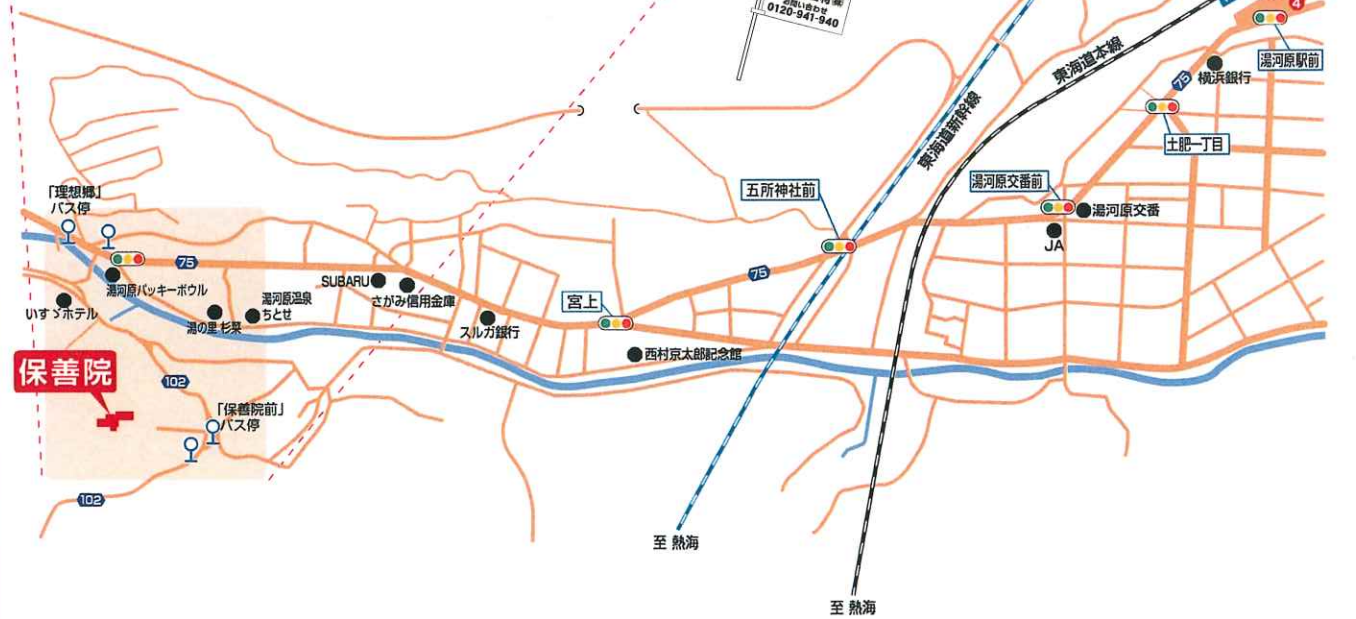 お問い合わせ
0120-941-940
4
湯河原駅前
75
横浜銀行
東海道本線
東海道新幹線
土肥一丁目
湯河原交番前
湯河原交番
JA
五所神社前
「理想郷」
バス停
75
75
SUBARU
さがみ信用金庫
湯河原バッキーボウル
湯河原温泉
ちとせ
いすゞホテル
湯の里 杉菜
スルガ銀行
宮上
西村京太郎記念館
保善院
102
「保善院前」
バス停
102
至 熱海
至 熱海